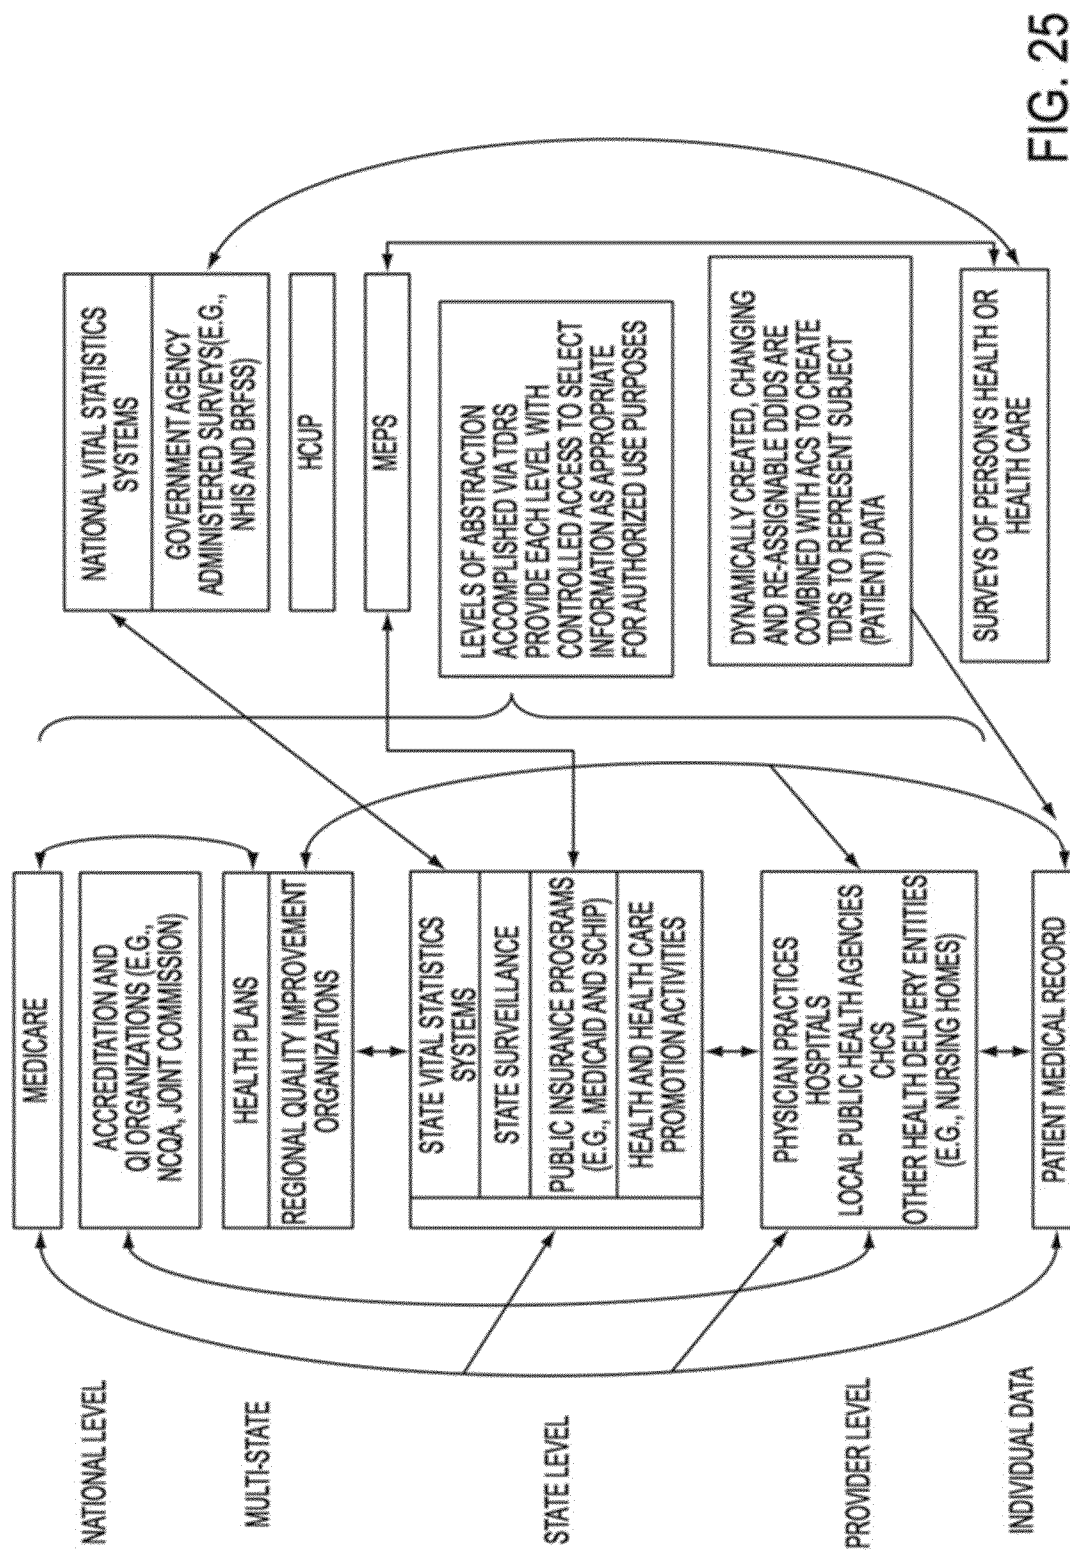 NATIONAL LEVEL
MULTI-STATE
STATE LEVEL
PROVIDER LEVEL
INDIVIDUAL DATA
MEDICARE
ACCREDITATION AND
QI ORGANIZATIONS (E.G.,
NCQA, JOINT COMMISSION)
HEALTH PLANS
REGIONAL QUALITY IMPROVEMENT
ORGANIZATIONS
STATE VITAL STATISTICS
SYSTEMS
STATE SURVEILLANCE
PUBLIC INSURANCE PROGRAMS
(E.G., MEDICAID AND SCHIP)
HEALTH AND HEALTH CARE
PROMOTION ACTIVITIES
PHYSICIAN PRACTICES
HOSPITALS
LOCAL PUBLIC HEALTH AGENCIES
CHCS
OTHER HEALTH DELIVERY ENTITIES
(E.G., NURSING HOMES)
PATIENT MEDICAL RECORD
NATIONAL VITAL STATISTICS
SYSTEMS
GOVERNMENT AGENCY
ADMINISTERED SURVEYS(E.G.,
NHIS AND BRFSS)
HCUP
MEPS
LEVELS OF ABSTRACTION
ACCOMPLISHED VIA TDRS
PROVIDE EACH LEVEL WITH
CONTROLLED ACCESS TO SELECT
INFORMATION AS APPROPRIATE
FOR AUTHORIZED USE PURPOSES
DYNAMICALLY CREATED, CHANGING
AND RE-ASSIGNABLE DDIDS ARE
COMBINED WITH ACS TO CREATE
TDRS TO REPRESENT SUBJECT
(PATIENT) DATA
SURVEYS OF PERSON'S HEALTH OR
HEALTH CARE
FIG. 25